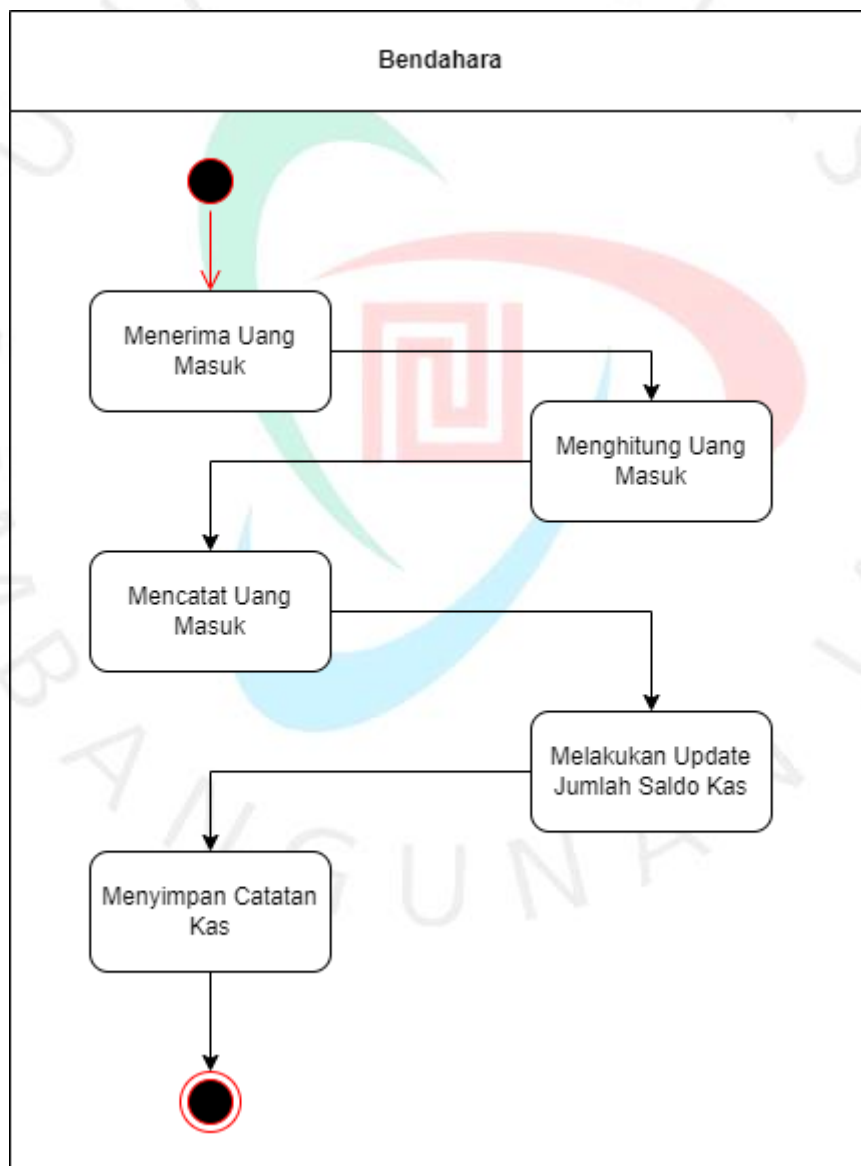 Bendahara
Menerima Uang
Masuk
Menghitung Uang
Masuk
Mencatat Uang
Masuk
Melakukan Update
Jumlah Saldo Kas
Menyimpan Catatan
Kas